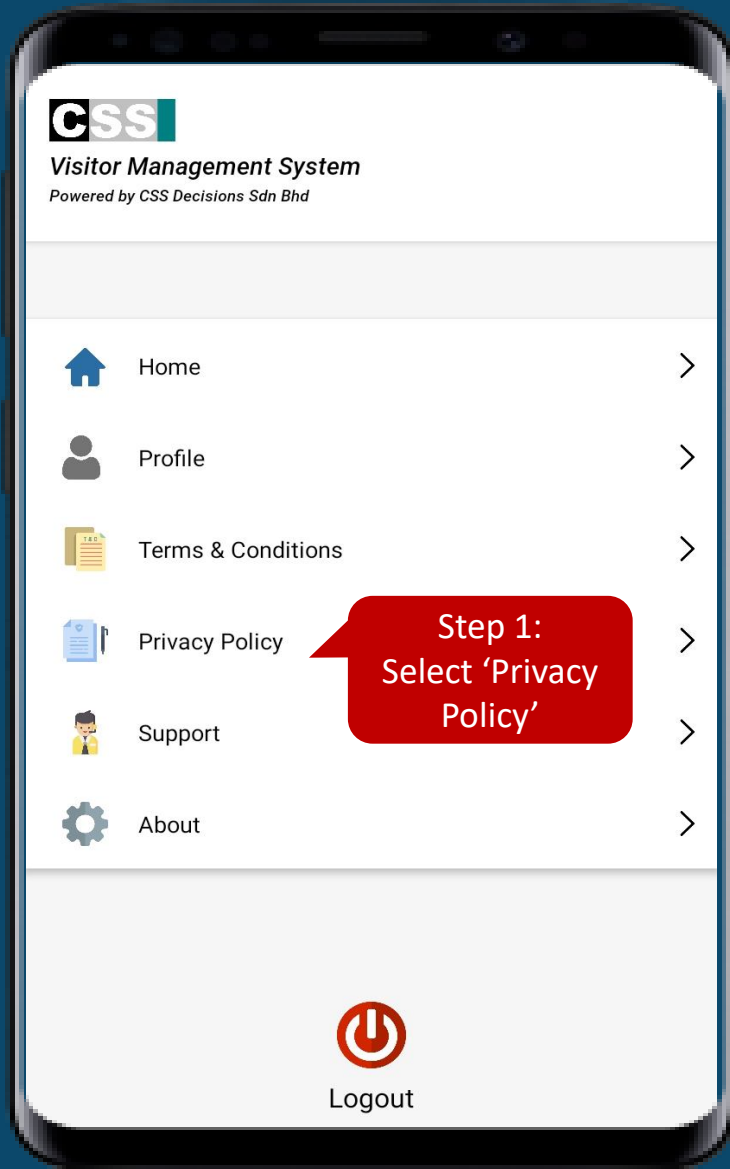 CSS
Visitor Management System
Powered by CSS Decisions Sdn Bhd
Home
Profile
T & C
Terms & Conditions
Privacy Policy
Step 1:
Select ‘Privacy
Policy’
Support
About
Logout